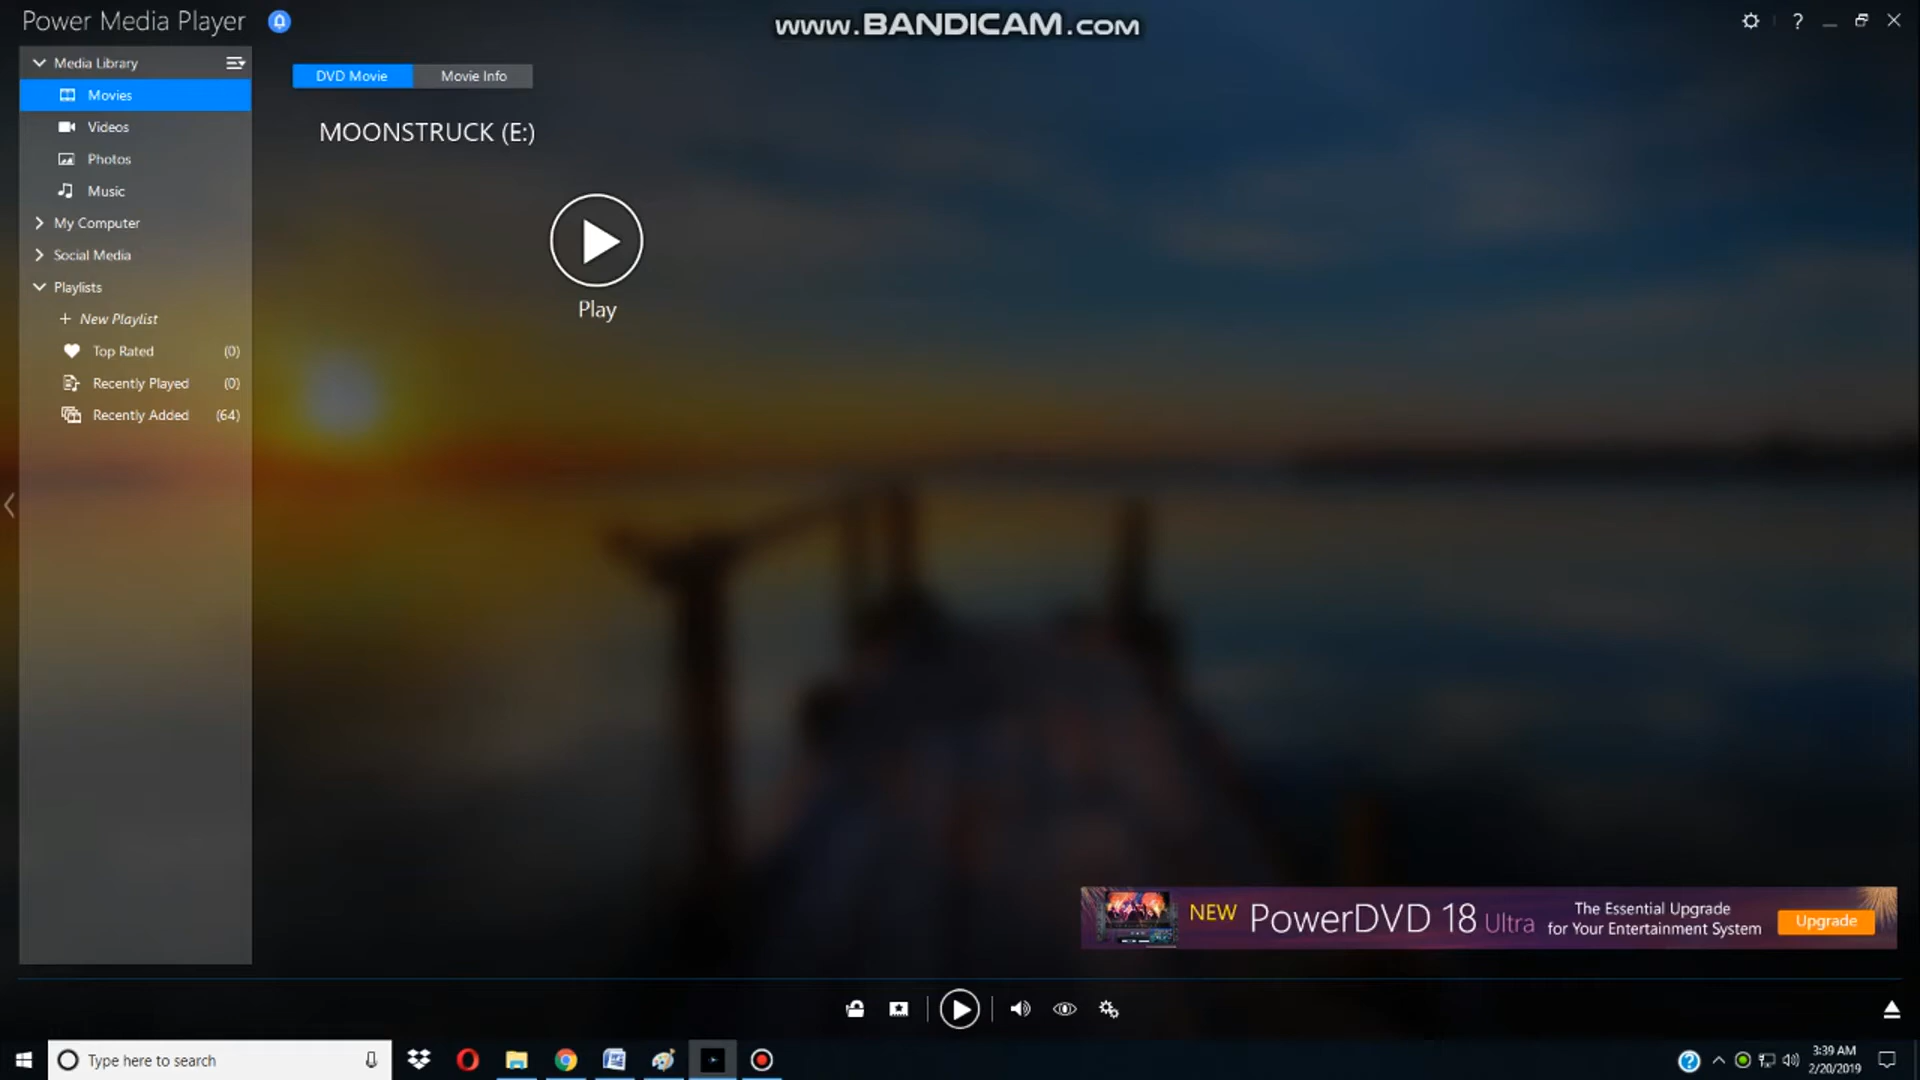 Power Media Player
www.BANDICAM.com
?
Media Library
Movies
Videos
Photos
Music
My Computer
Social Media
Playlists
+ New Playlist
Top Rated (0)
Recently Played (0)
Recently Added (64)
DVD Movie Movie Info
MOONSTRUCK (E:)
Play
NEW PowerDVD 18 Ultra
The Essential Upgrade
for Your Entertainment System
Upgrade
Type here to search
3:39 AM
2/20/2019